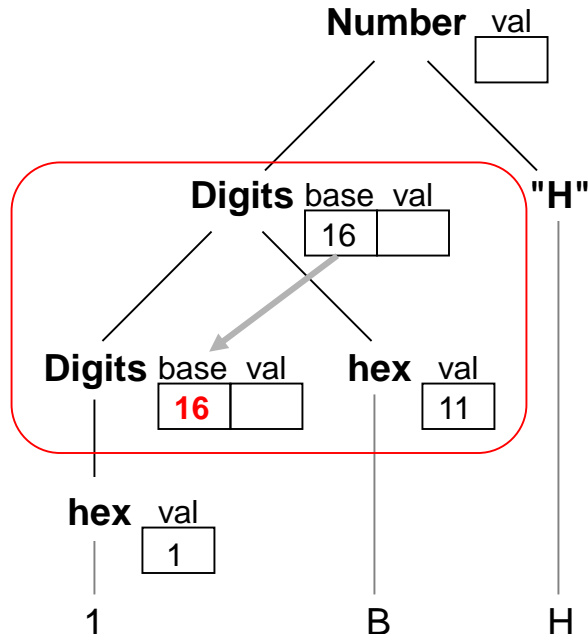 Number val
Digits base val "H"
16
Digits base val hex val
16 11
hex val
1
1 B H